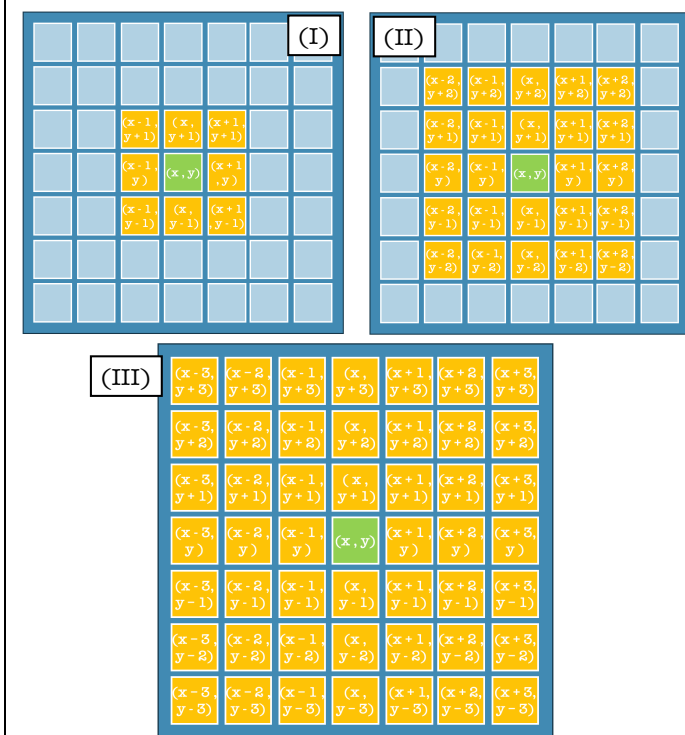 (I)
(x-1, y+1) (x, y+1) (x+1, y+1)
(x-1, y) (x,y) (x+1 ,y)
(x-1, y-1) (x, y-1) (x+1 ,y-1)
(II)
(x-2, y+2) (x-1, y+2) (x, y+2) (x+1, y+2) (x+2, y+2)
(x-2, y+1) (x-1, y+1) (x, y+1) (x+1, y+1) (x+2, y+1)
(x-2, y) (x-1, y) (x,y) (x+1, y) (x+2, y)
(x-2, y-1) (x-1, y-1) (x, y-1) (x+1, y-1) (x+2, y-1)
(x-2, y-2) (x-1, y-2) (x, y-2) (x+1, y-2) (x+2, y-2)
(III)
(x-3, y+3) (x-2, y+3) (x-1, y+3) (x, y+3) (x+1, y+3) (x+2, y+3) (x+3, y+3)
(x-3, y+2) (x-2, y+2) (x-1, y+2) (x, y+2) (x+1, y+2) (x+2, y+2) (x+3, y+2)
(x-3, y+1) (x-2, y+1) (x-1, y+1) (x, y+1) (x+1, y+1) (x+2, y+1) (x+3, y+1)
(x-3, y) (x-2, y) (x-1, y) (x,y) (x+1, y) (x+2, y) (x+3, y)
(x-3, y-1) (x-2, y-1) (x-1, y-1) (x, y-1) (x+1, y-1) (x+2, y-1) (x+3, y-1)
(x-3, y-2) (x-2, y-2) (x-1, y-2) (x, y-2) (x+1, y-2) (x+2, y-2) (x+3, y-2)
(x-3, y-3) (x-2, y-3) (x-1, y-3) (x, y-3) (x+1, y-3) (x+2, y-3) (x+3, y-3)